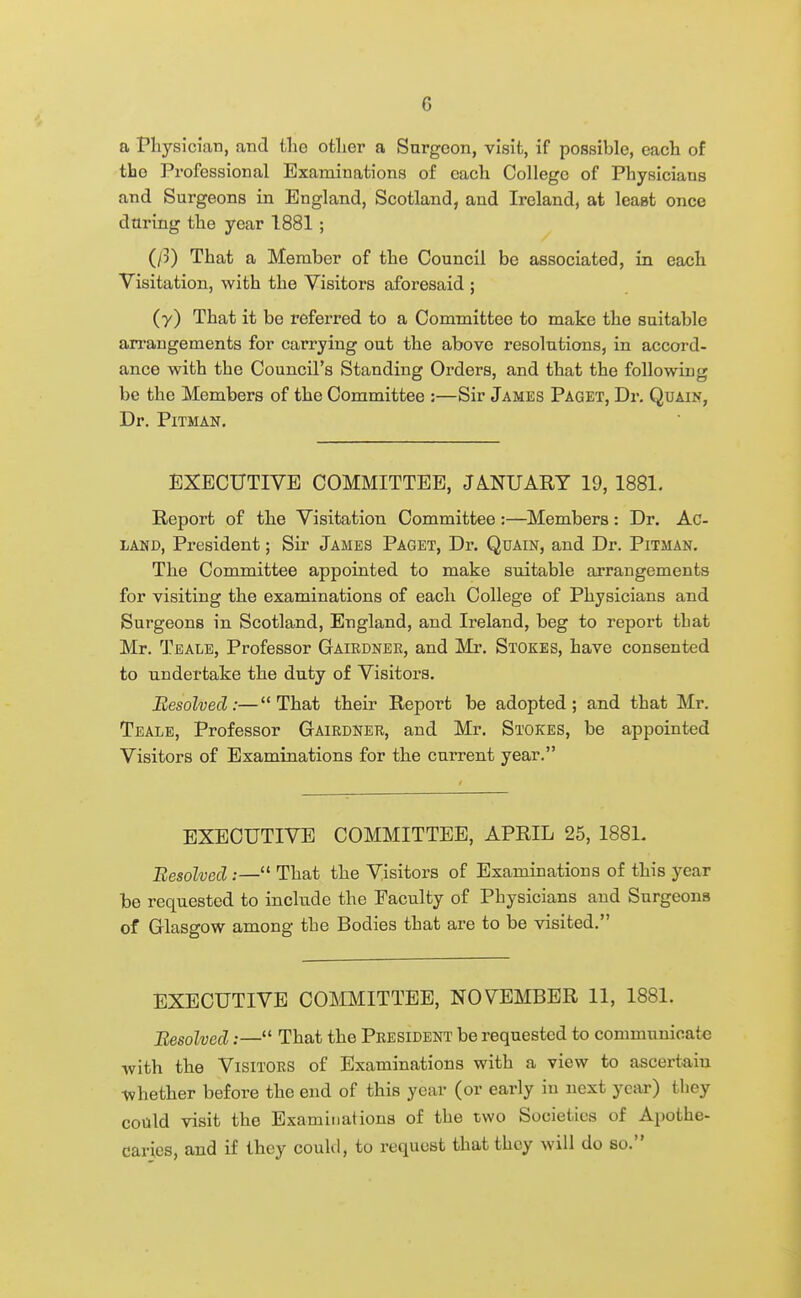 6
a Physician, and the other a Surgeon, visit, if possible, each of
the Professional Examinations of each College of Physicians
and Surgeons in England, Scotland, and Ireland, at least once
during the year 1881 ;
(β) That a Member of the Council be associated, in each
Visitation, with the Visitors aforesaid ;
(γ) That it be referred to a Committee to make the suitable
arrangements for carrying out the above resolutions, in accord-
ance with the Council's Standing Orders, and that the following
be the Members of the Committee :—Sir JAMES PAGET, Dr. QUAIN,
Dr. PITMAN.
EXECUTIVE COMMITTEE, JANUARY 19, 1881.
Report of the Visitation Committee :—Members : Dr. AC-
LAND, President ; Sir JAMES PAGET, Dr. QUAIN, and Dr. PITMAN.
The Committee appointed to make suitable arrangements
for visiting the examinations of each College of Physicians and
Surgeons in Scotland, England, and Ireland, beg to report that
Mr. TEALE, Professor GAIRDNER, and Mr. STOKES, have consented
to undertake the duty of Visitors.
Resolved :—“ That their Report be adopted ; and that Mr.
TEALE, Professor GAIRDNER, and Mr. STOKES, be appointed
Visitors of Examinations for the current year.”
EXECUTIVE COMMITTEE, APRIL 25, 1881.
Resolved :—“ That the Visitors of Examinations of this year
be requested to include the Faculty of Physicians and Surgeons
of Glasgow among the Bodies that are to be visited.”
EXECUTIVE COMMITTEE, NOVEMBER 11, 1881.
Resolved :—“ That the PRESIDENT be requested to communicate
with the VISITORS of Examinations with a view to ascertain
whether before the end of this year (or early in next year) they
could visit the Examinations of the two Societies of Apothe-
caries, and if they could, to request that they will do so.”